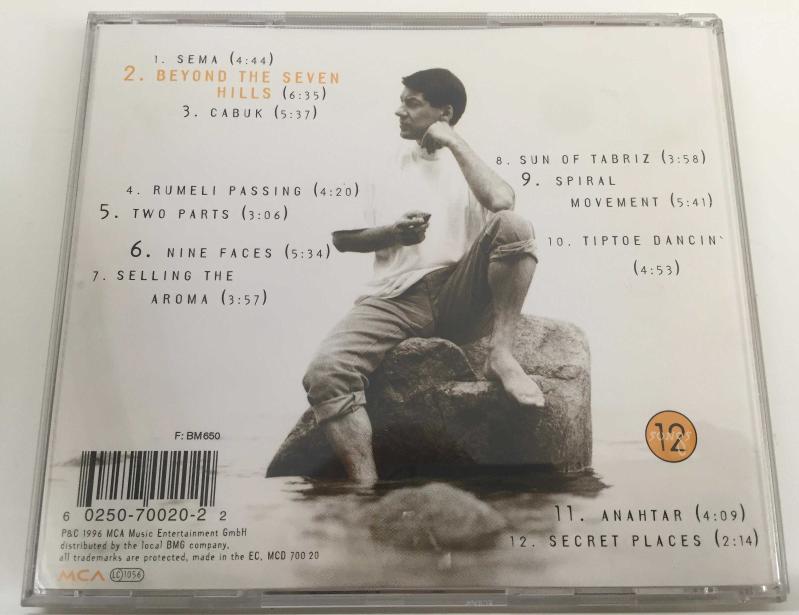 1. SEMA (4:44)
2. BEYOND THE SEVEN
HILLS (6:35)
3. CABUK (5:37)
4. RUMELI PASSING (4:20)
5. TWO PARTS (3:06)
6. NINE FACES (5:34)
7. SELLING THE
AROMA (3:57)
8. SUN OF TABRIZ (3:58)
9. SPIRAL
MOVEMENT (5:41)
10. TIPTOE DANCIN'
(4:53)
12 SONGS
11. ANAHTAR (4:09)
12. SECRET PLACES (2:14)
F: BM650
6 0250-70020-2 2
P&C 1996 MCA Music Entertainment GmbH
distributed by the local BMG company,
all trademarks are protected, made in the EC, MCD 700 20
MCA LC 1056